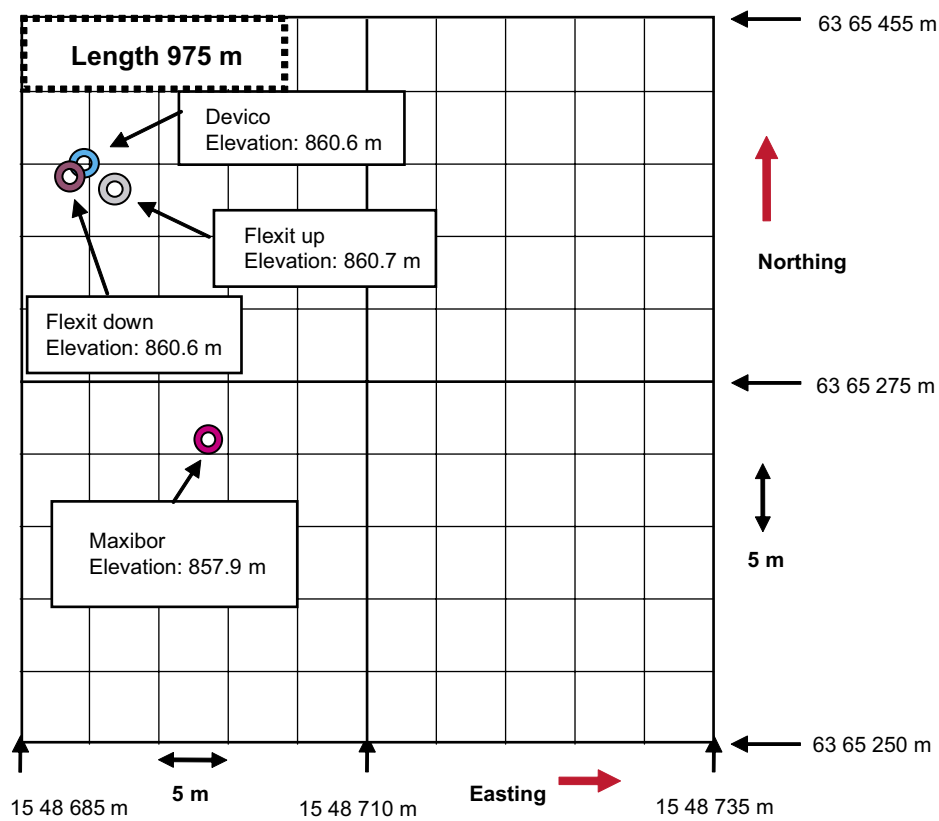 Length 975 m
63 65 455 m
Devico
Elevation: 860.6 m
Flexit up
Elevation: 860.7 m
Northing
Flexit down
Elevation: 860.6 m
63 65 275 m
Maxibor
Elevation: 857.9 m
5 m
63 65 250 m
5 m
Easting
15 48 685 m
15 48 710 m
15 48 735 m